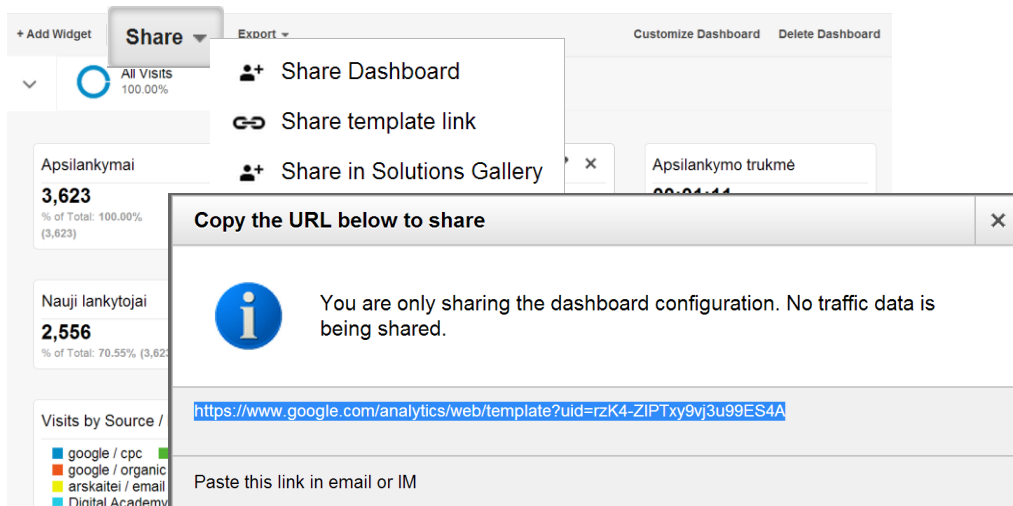 + Add Widget
Share
Export
Customize Dashboard
Delete Dashboard
All Visits
100.00%
Share Dashboard
Share template link
Share in Solutions Gallery
Apsilankymai
3,623
% of Total: 100.00%
(3,623)
Apsilankymo trukmė
Nauji lankytojai
2,556
% of Total: 70.55% (3,623
Visits by Source /
google / cpc
google / organic
arskaitei / email
Digital Academy
Copy the URL below to share
You are only sharing the dashboard configuration. No traffic data is
being shared.
https://www.google.com/analytics/web/template?uid=rzK4-ZIPTxy9vj3u99ES4A
Paste this link in email or IM